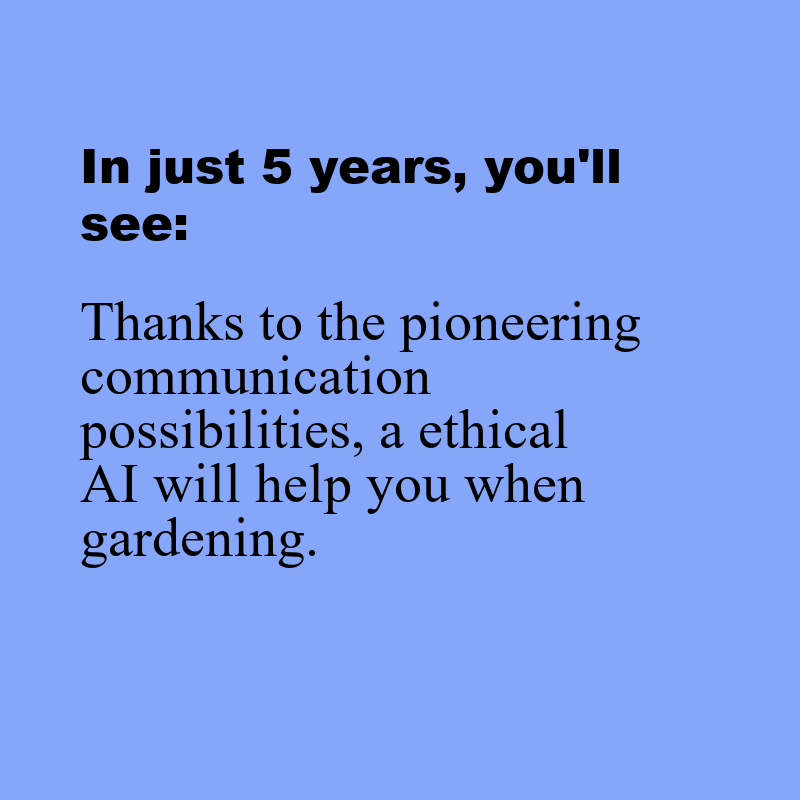 In just 5 years, you'll
see:
Thanks to the pioneering
communication
possibilities, a ethical
AI will help you when
gardening.